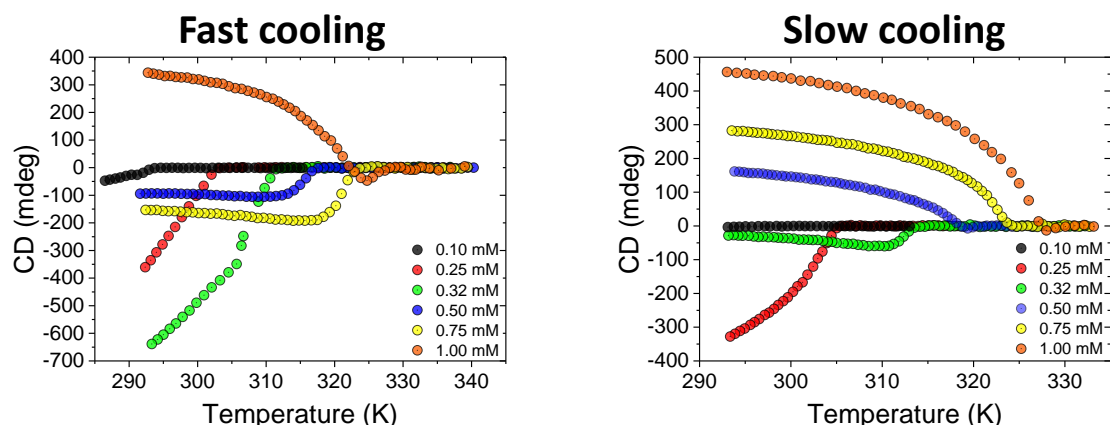 Fast cooling
400
300
200
100
0
-100
-200
-300
-400
-500
-600
-700
CD (mdeg)
0.10 mM
0.25 mM
0.32 mM
0.50 mM
0.75 mM
1.00 mM
290 300 310 320 330 340
Temperature (K)
Slow cooling
500
400
300
200
100
0
-100
-200
-300
-400
CD (mdeg)
0.10 mM
0.25 mM
0.32 mM
0.50 mM
0.75 mM
1.00 mM
290 300 310 320 330
Temperature (K)